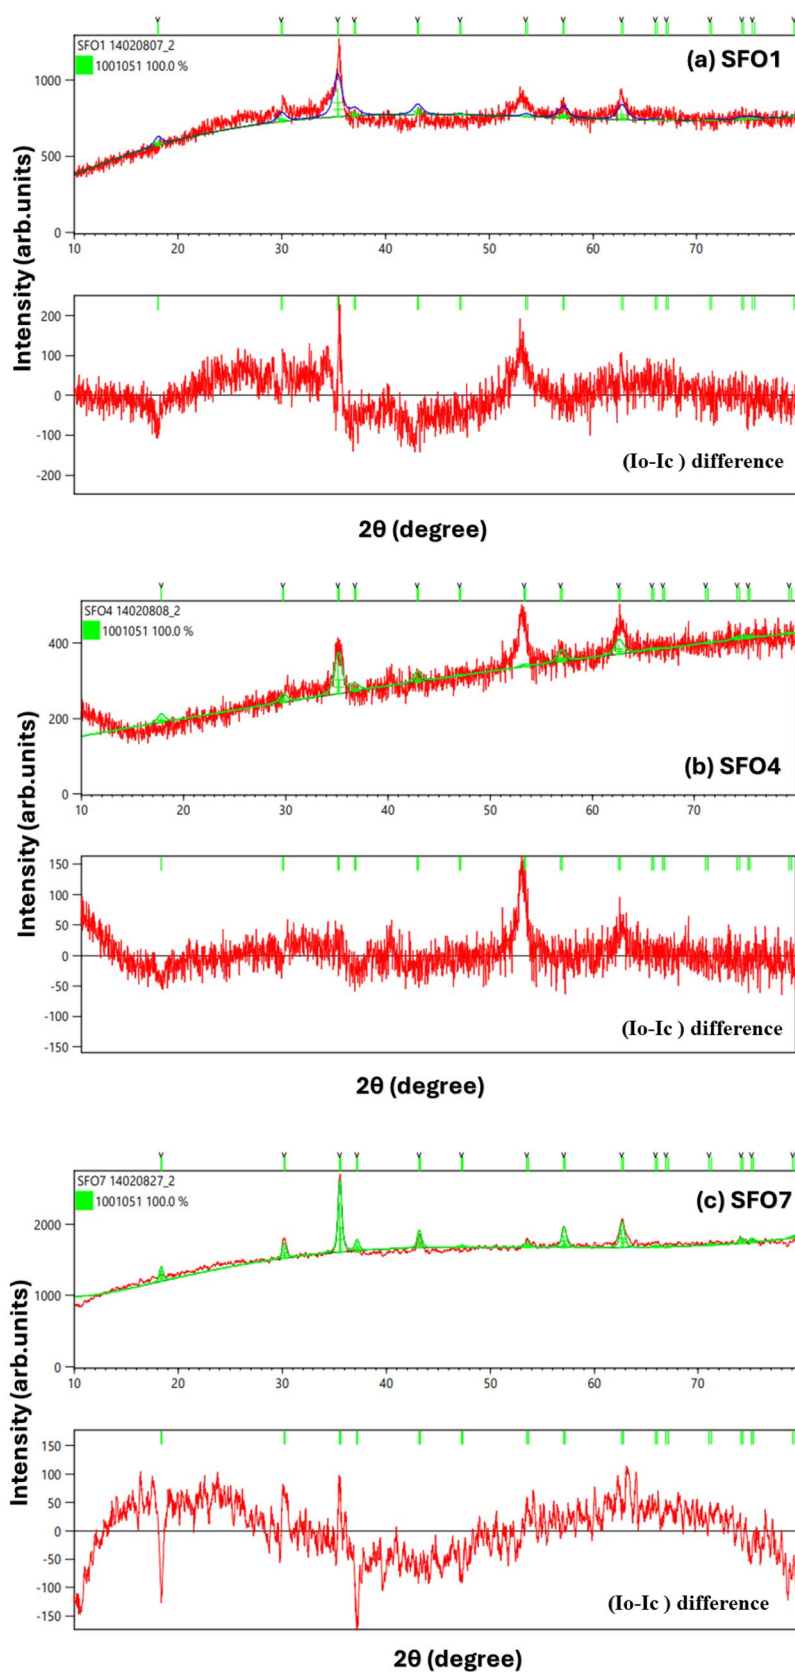 SFO1 14020807_2
1001051 100.0 %
(a) SFO1
1000
500
0
10 20 30 40 50 60 70
Intensity (arb.units)
200
100
0
-100
-200
(Io-Ic ) difference
2θ (degree)
SFO4 14020808_2
1001051 100.0 %
400
200
0
(b) SFO4
10 20 30 40 50 60 70
Intensity (arb.units)
150
100
50
0
-50
-100
-150
(Io-Ic ) difference
2θ (degree)
SFO7 14020827_2
1001051 100.0 %
(c) SFO7
2000
1000
0
10 20 30 40 50 60 70
Intensity (arb.units)
150
100
50
0
-50
-100
-150
(Io-Ic ) difference
2θ (degree)